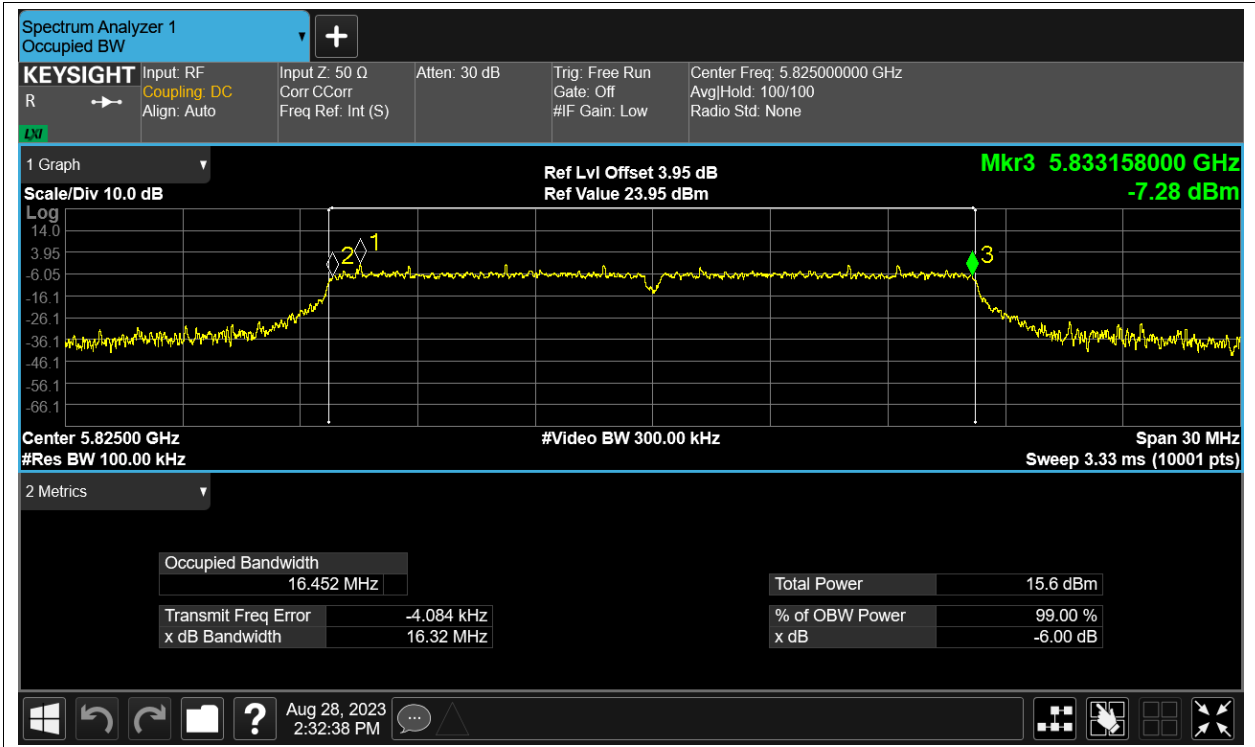 Spectrum Analyzer 1
Occupied BW
KEYSIGHT
R
LXI
Input: RF
Coupling: DC
Align: Auto
Input Z: 50 Ω
Corr CCorr
Freq Ref: Int (S)
Atten: 30 dB
Trig: Free Run
Gate: Off
#IF Gain: Low
Center Freq: 5.825000000 GHz
Avg|Hold: 100/100
Radio Std: None
1 Graph
Scale/Div 10.0 dB
Ref Lvl Offset 3.95 dB
Ref Value 23.95 dBm
Mkr3 5.833158000 GHz
-7.28 dBm
Log
14.0
3.95
-6.05
-16.1
-26.1
-36.1
-46.1
-56.1
-66.1
2
1
3
Center 5.82500 GHz
#Video BW 300.00 kHz
Span 30 MHz
#Res BW 100.00 kHz
Sweep 3.33 ms (10001 pts)
2 Metrics
Occupied Bandwidth
16.452 MHz
Total Power 15.6 dBm
Transmit Freq Error -4.084 kHz
% of OBW Power 99.00 %
x dB Bandwidth 16.32 MHz
x dB -6.00 dB
?
Aug 28, 2023
2:32:38 PM